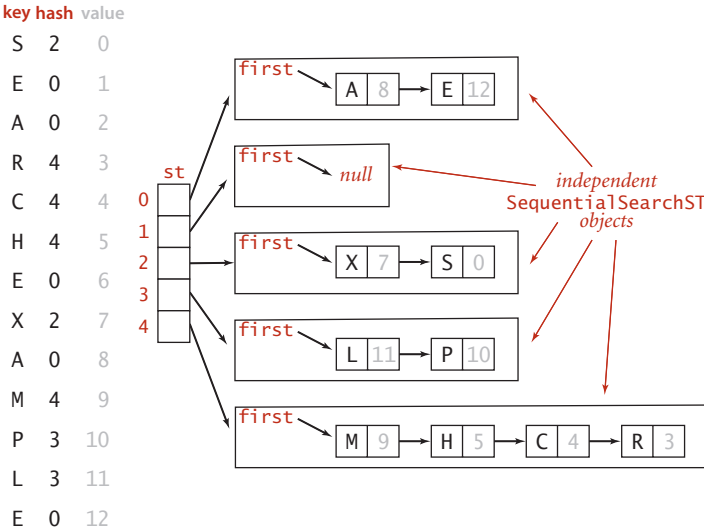 key hash value
S 2 0
E 0 1
A 0 2
R 4 3
C 4 4
H 4 5
E 0 6
X 2 7
A 0 8
M 4 9
P 3 10
L 3 11
E 0 12
st
0
1
2
3
4
first
A 8 E 12
first
null
first
X 7 S 0
first
L 11 P 10
first
M 9 H 5 C 4 R 3
independent
SequentialSearchST
objects